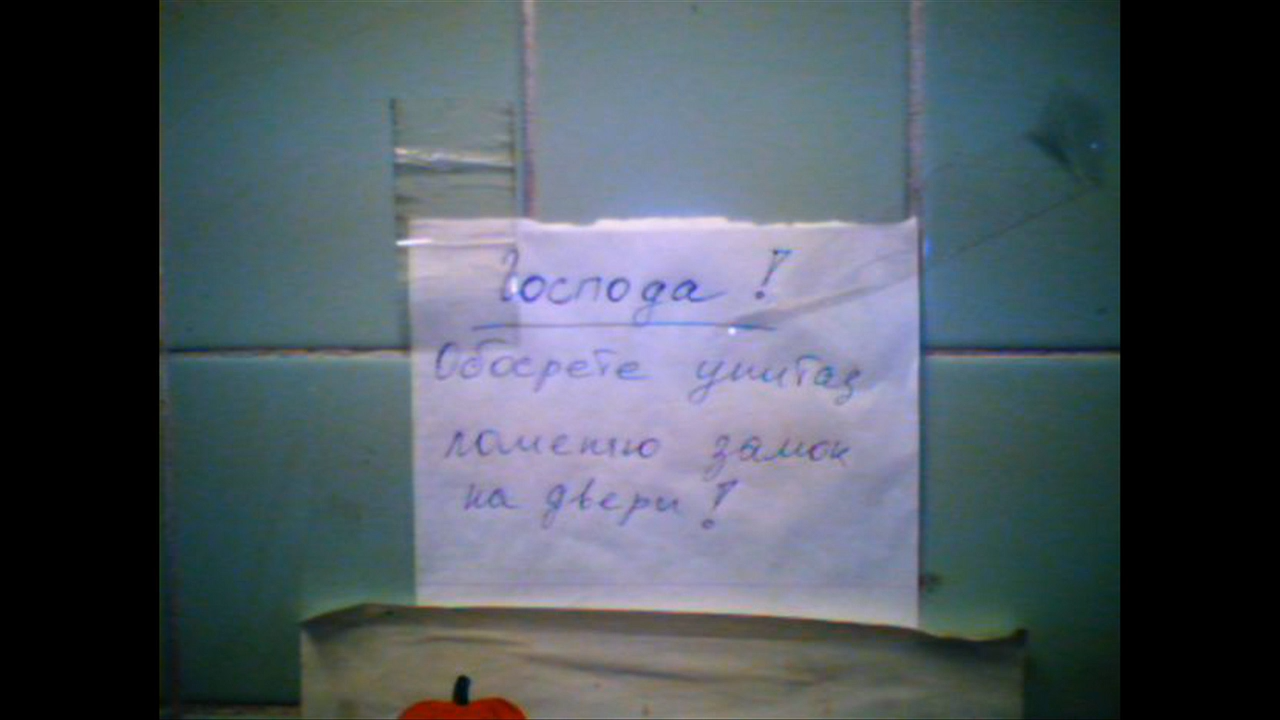 Господа !
Обосрете унитаз
поменяю замок
на двери !